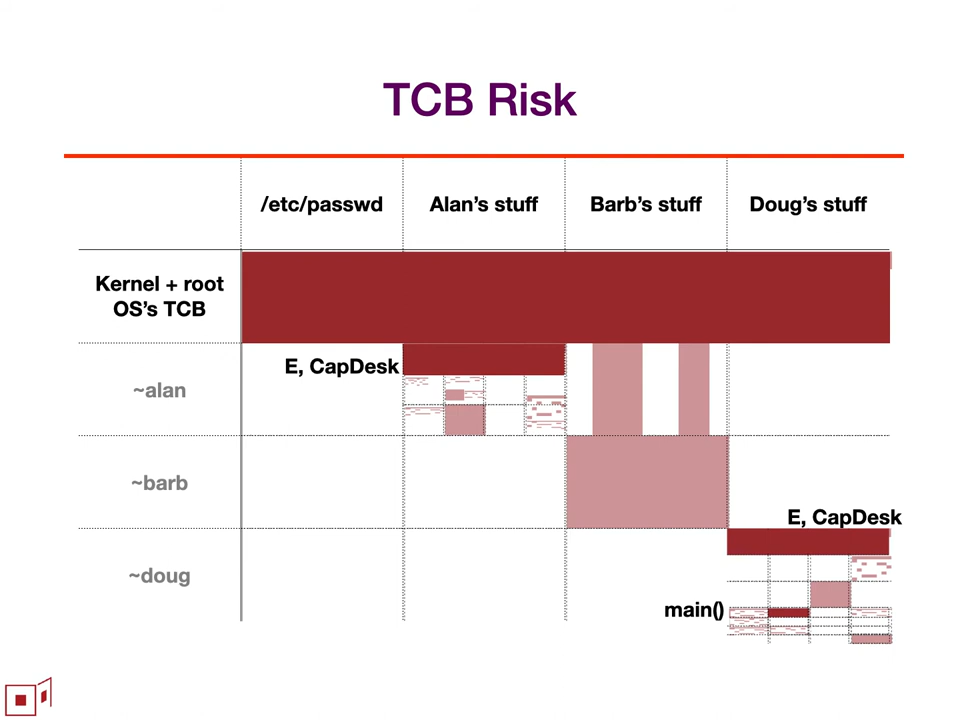 TCB Risk
/etc/passwd
Alan’s stuff
Barb’s stuff
Doug’s stuff
Kernel + root
OS’s TCB
E, CapDesk
~alan
~barb
E, CapDesk
~doug
main()